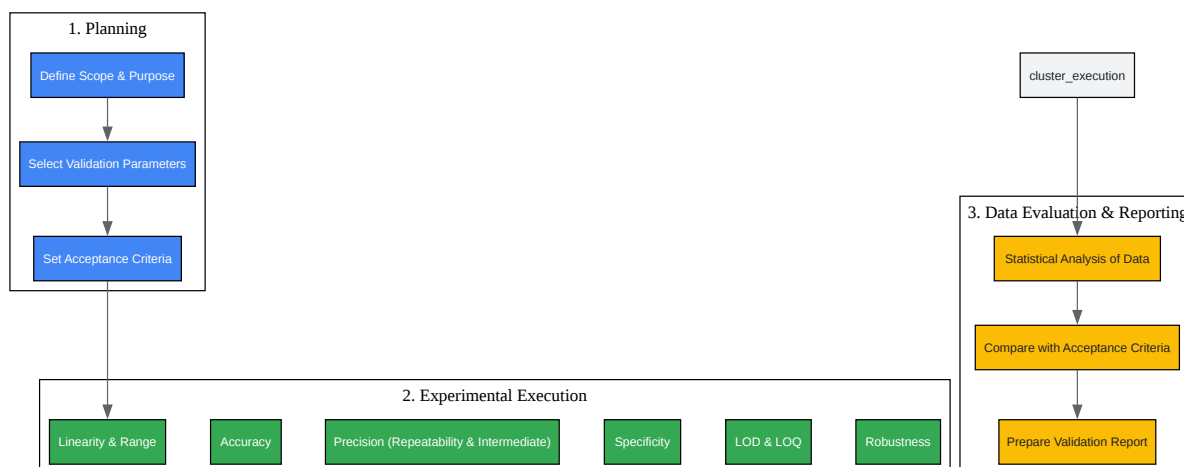 1. Planning
Define Scope & Purpose
Select Validation Parameters
Set Acceptance Criteria
2. Experimental Execution
Linearity & Range
Accuracy
Precision (Repeatability & Intermediate)
Specificity
LOD & LOQ
Robustness
cluster_execution
3. Data Evaluation & Reporting
Statistical Analysis of Data
Compare with Acceptance Criteria
Prepare Validation Report